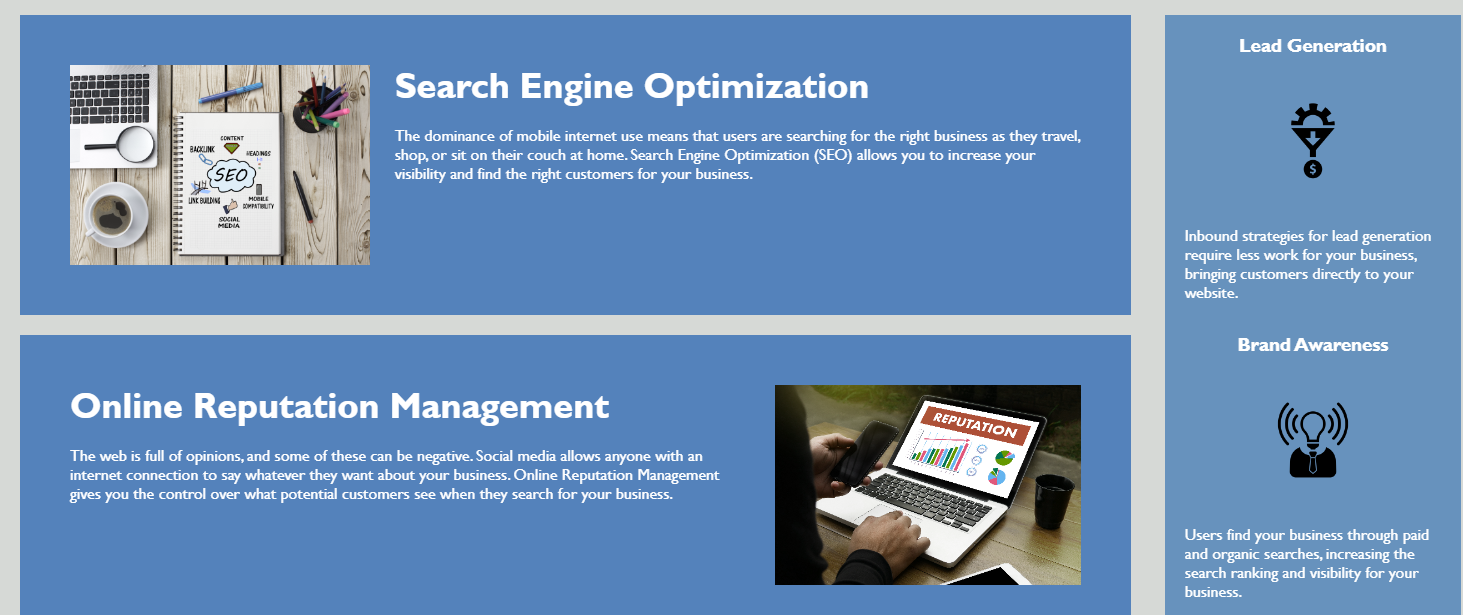 Search Engine Optimization
The dominance of mobile internet use means that users are searching for the right business as they travel,
shop, or sit on their couch at home. Search Engine Optimization (SEO) allows you to increase your
visibility and find the right customers for your business.
CONTENT
BACKLINK
HEADINGS
SEO
LINK BUILDING
MOBILE
COMPATIBILITY
SOCIAL
MEDIA
Online Reputation Management
The web is full of opinions, and some of these can be negative. Social media allows anyone with an
internet connection to say whatever they want about your business. Online Reputation Management
gives you the control over what potential customers see when they search for your business.
REPUTATION
Lead Generation
$
Inbound strategies for lead generation
require less work for your business,
bringing customers directly to your
website.
Brand Awareness
Users find your business through paid
and organic searches, increasing the
search ranking and visibility for your
business.